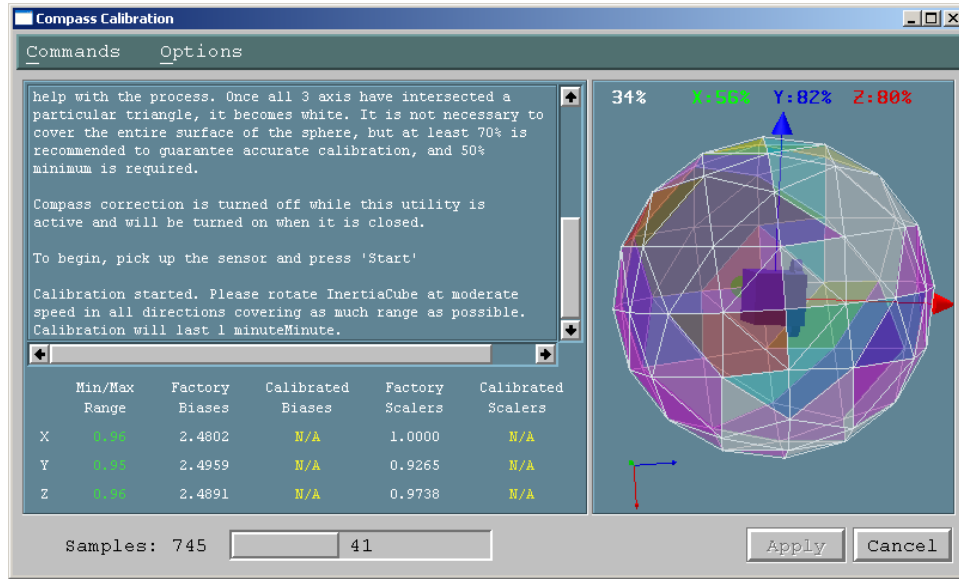 Compass Calibration
Commands Options
help with the process. Once all 3 axis have intersected a
particular triangle, it becomes white. It is not necessary to
cover the entire surface of the sphere, but at least 70% is
recommended to guarantee accurate calibration, and 50%
minimum is required.
Compass correction is turned off while this utility is
active and will be turned on when it is closed.
To begin, pick up the sensor and press 'Start'
Calibration started. Please rotate InertiaCube at moderate
speed in all directions covering as much range as possible.
Calibration will last 1 minuteMinute.
34% X:56% Y:82% Z:80%
Min/Max Factory Calibrated Factory Calibrated
Range Biases Biases Scalers Scalers
X 0.96 2.4802 N/A 1.0000 N/A
Y 0.95 2.4959 N/A 0.9265 N/A
Z 0.96 2.4891 N/A 0.9738 N/A
Samples: 745 41
Apply Cancel